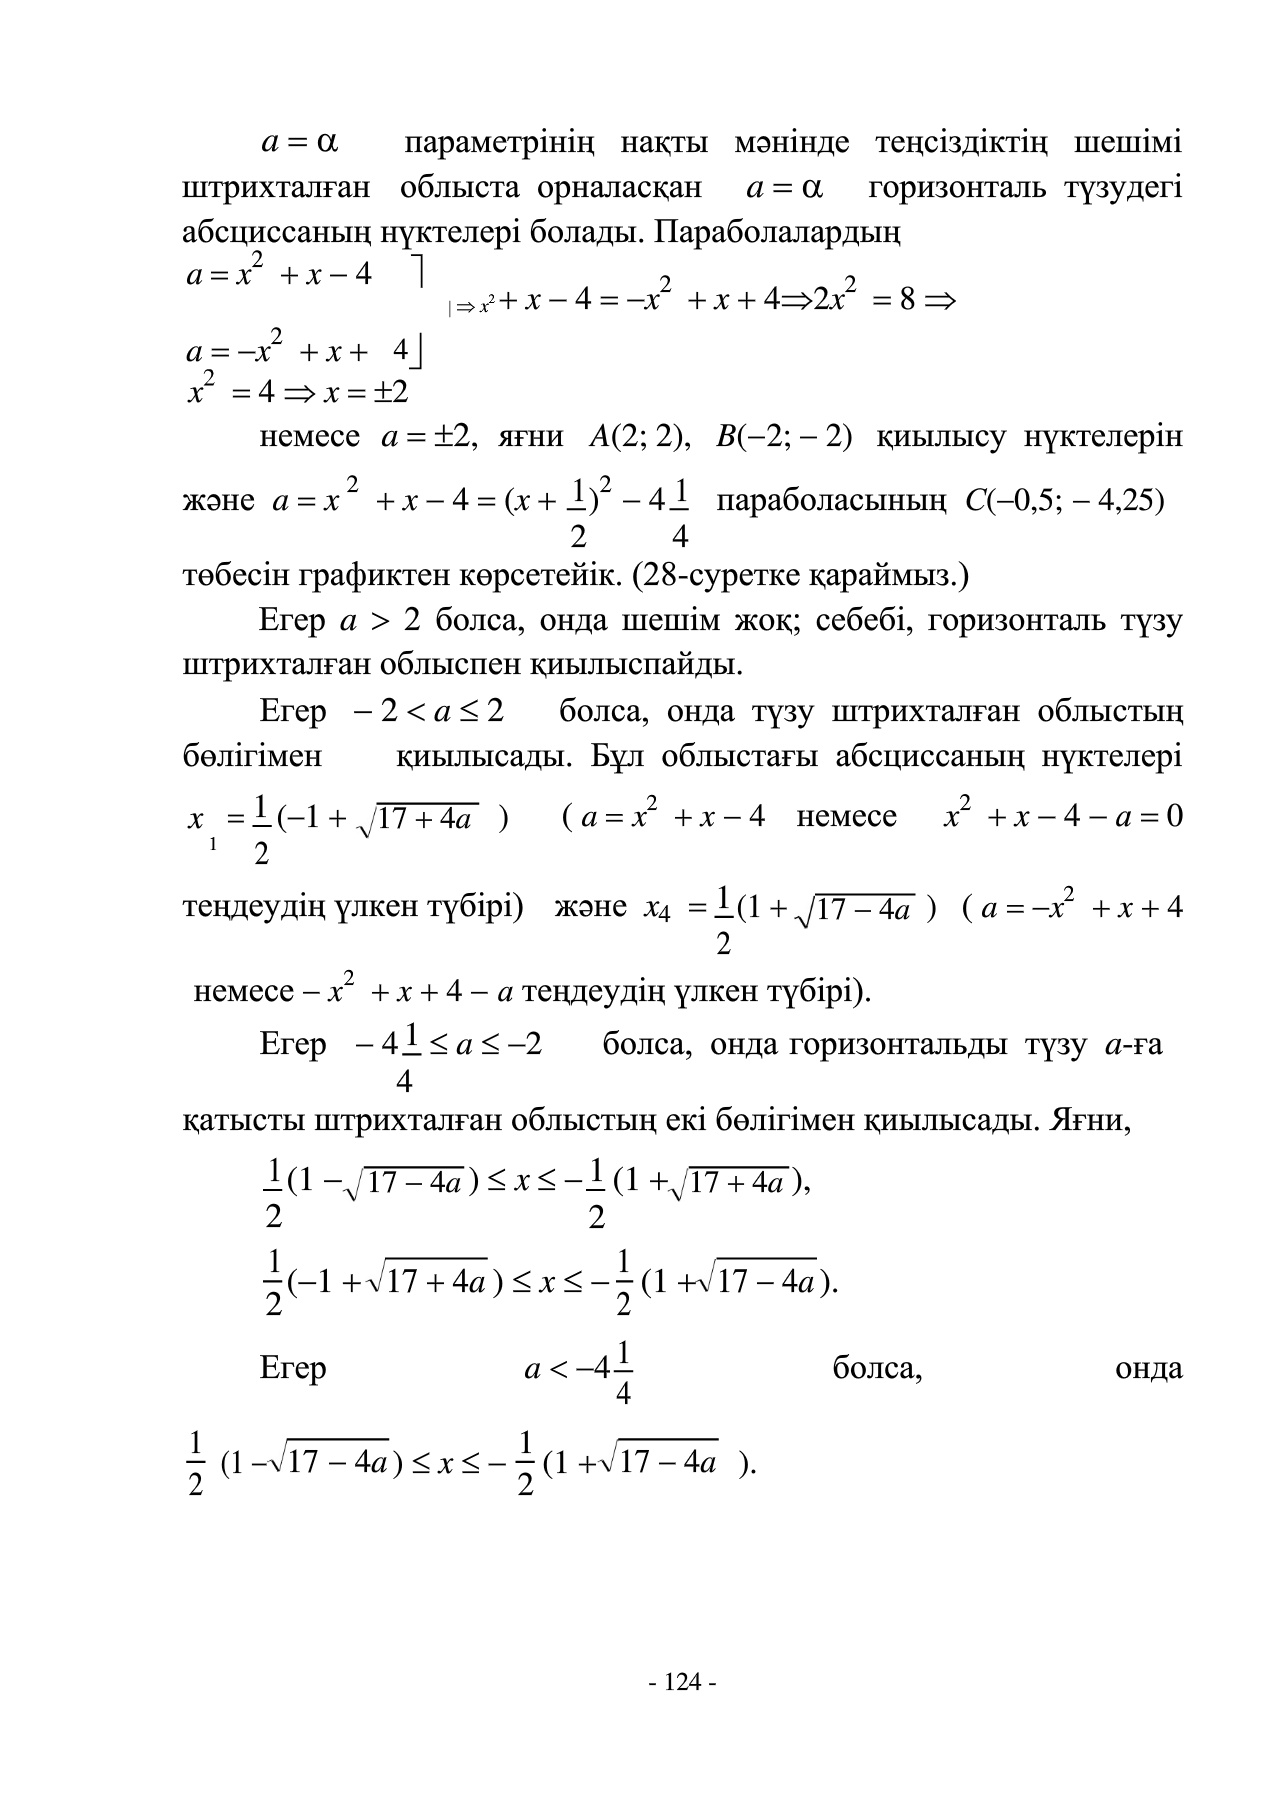 a = α параметрінің нақты мәнінде теңсіздіктің шешімі
штрихталған облыста орналасқан a = α горизонталь түзудегі
абсциссаның нүктелері болады. Параболалардың
a = x² + x – 4 ⎤
| ⇒ x² + x – 4 = –x² + x + 4 ⇒ 2x² = 8 ⇒
a = –x² + x + 4⎦
x² = 4 ⇒ x = ±2
немесе a = ±2, яғни A(2; 2), B(–2; – 2) қиылысу нүктелерін
және a = x² + x – 4 = (x + 1/2)² – 4 1/4 параболасының C(–0,5; – 4,25)
төбесін графиктен көрсетейік. (28-суретке қараймыз.)
Егер a > 2 болса, онда шешім жоқ; себебі, горизонталь түзу
штрихталған облыспен қиылыспайды.
Егер – 2 < a ≤ 2 болса, онда түзу штрихталған облыстың
бөлігімен қиылысады. Бұл облыстағы абсциссаның нүктелері
x₁ = 1/2 (–1 + √(17 + 4a) ) ( a = x² + x – 4 немесе x² + x – 4 – a = 0
теңдеудің үлкен түбірі) және x₄ = 1/2 (1 + √(17 – 4a) ) ( a = –x² + x + 4
немесе – x² + x + 4 – a теңдеудің үлкен түбірі).
Егер – 4 1/4 ≤ a ≤ –2 болса, онда горизонтальды түзу a-ға
қатысты штрихталған облыстың екі бөлігімен қиылысады. Яғни,
1/2 (1 – √(17 – 4a) ) ≤ x ≤ – 1/2 (1 + √(17 + 4a) ),
1/2 (–1 + √(17 + 4a) ) ≤ x ≤ – 1/2 (1 + √(17 – 4a) ).
Егер a < –4 1/4 болса, онда
1/2 (1 – √(17 – 4a) ) ≤ x ≤ – 1/2 (1 + √(17 – 4a) ).
- 124 -